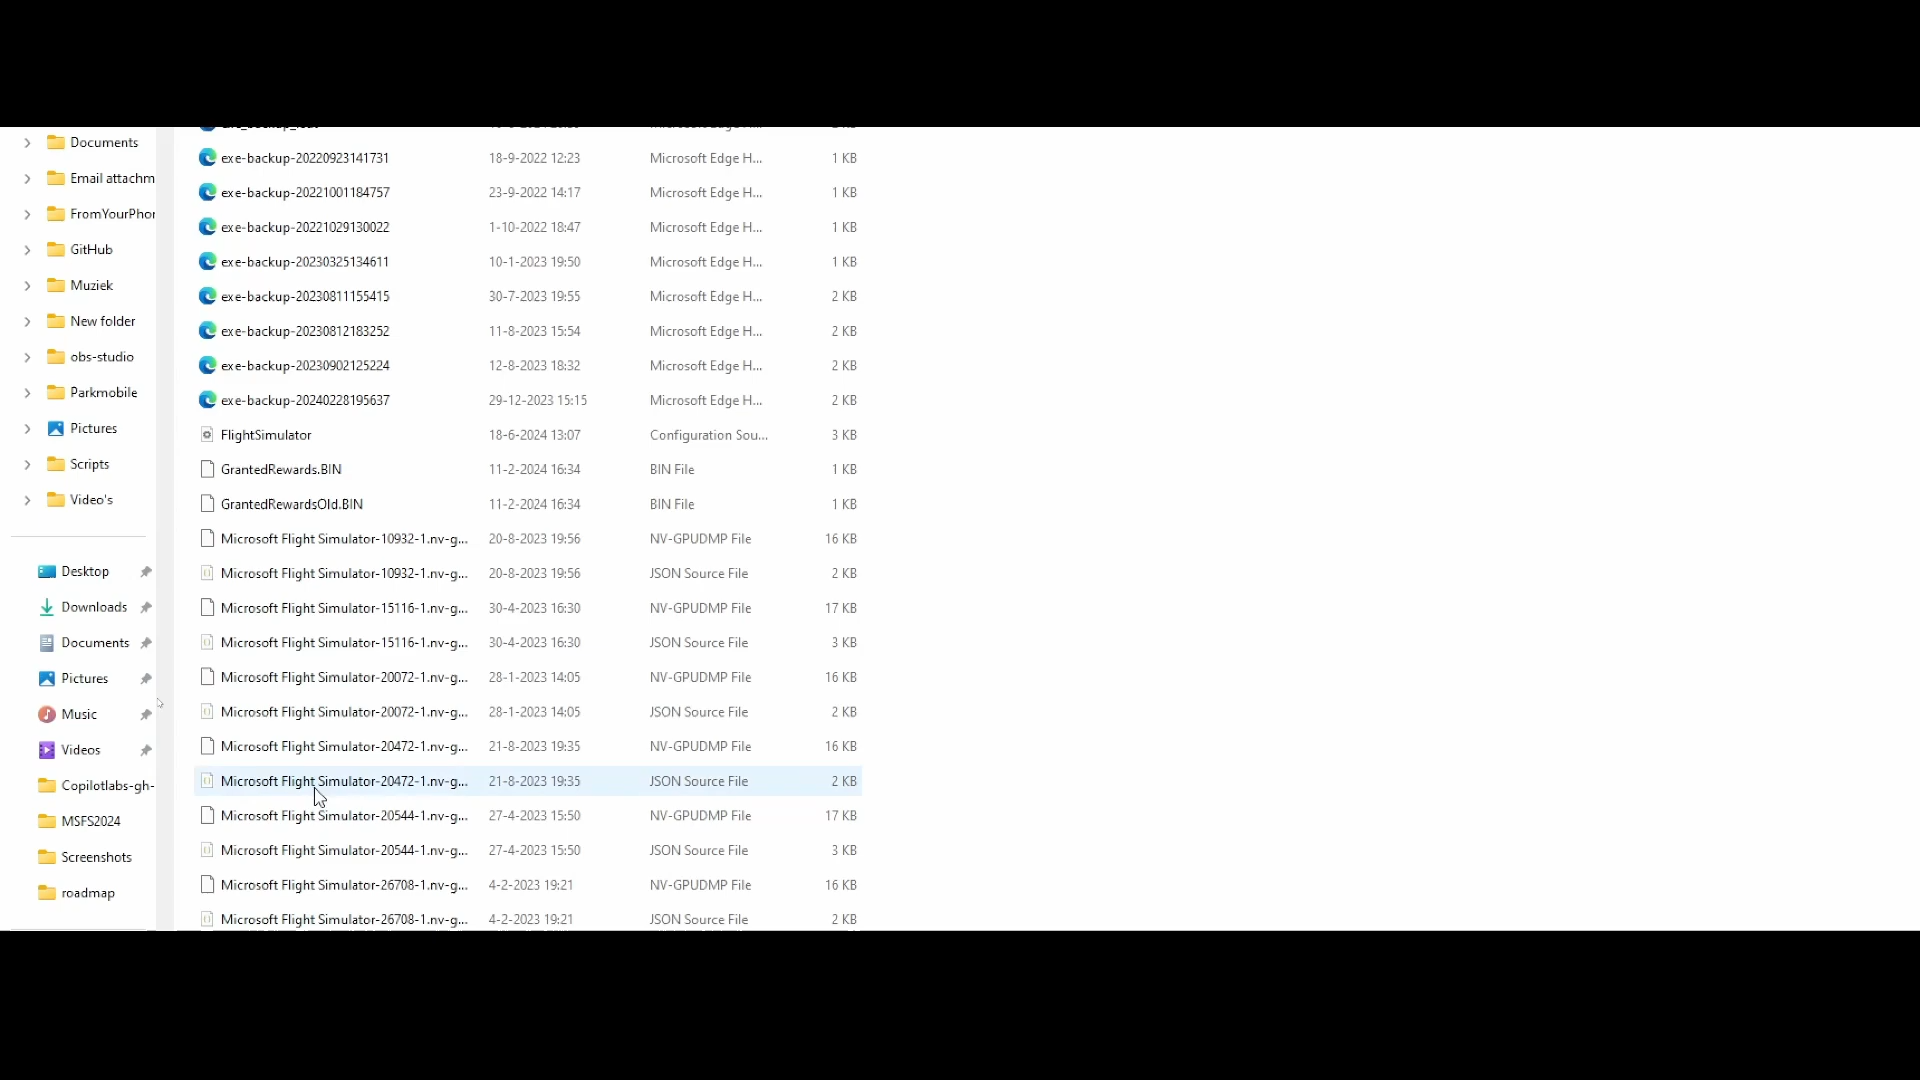 Documents
Email attachm
FromYourPhor
GitHub
Muziek
New folder
obs-studio
Parkmobile
Pictures
Scripts
Video's
Desktop
Downloads
Documents
Pictures
Music
Videos
Copilotlabs-gh-
MSFS2024
Screenshots
roadmap
exe-backup-20220923141731 18-9-2022 12:23 Microsoft Edge H... 1 KB
exe-backup-20221001184757 23-9-2022 14:17 Microsoft Edge H... 1 KB
exe-backup-20221029130022 1-10-2022 18:47 Microsoft Edge H... 1 KB
exe-backup-20230325134611 10-1-2023 19:50 Microsoft Edge H... 1 KB
exe-backup-20230811155415 30-7-2023 19:55 Microsoft Edge H... 2 KB
exe-backup-20230812183252 11-8-2023 15:54 Microsoft Edge H... 2 KB
exe-backup-20230902125224 12-8-2023 18:32 Microsoft Edge H... 2 KB
exe-backup-20240228195637 29-12-2023 15:15 Microsoft Edge H... 2 KB
FlightSimulator 18-6-2024 13:07 Configuration Sou... 3 KB
GrantedRewards.BIN 11-2-2024 16:34 BIN File 1 KB
GrantedRewardsOld.BIN 11-2-2024 16:34 BIN File 1 KB
Microsoft Flight Simulator-10932-1.nv-g... 20-8-2023 19:56 NV-GPUDMP File 16 KB
Microsoft Flight Simulator-10932-1.nv-g... 20-8-2023 19:56 JSON Source File 2 KB
Microsoft Flight Simulator-15116-1.nv-g... 30-4-2023 16:30 NV-GPUDMP File 17 KB
Microsoft Flight Simulator-15116-1.nv-g... 30-4-2023 16:30 JSON Source File 3 KB
Microsoft Flight Simulator-20072-1.nv-g... 28-1-2023 14:05 NV-GPUDMP File 16 KB
Microsoft Flight Simulator-20072-1.nv-g... 28-1-2023 14:05 JSON Source File 2 KB
Microsoft Flight Simulator-20472-1.nv-g... 21-8-2023 19:35 NV-GPUDMP File 16 KB
Microsoft Flight Simulator-20472-1.nv-g... 21-8-2023 19:35 JSON Source File 2 KB
Microsoft Flight Simulator-20544-1.nv-g... 27-4-2023 15:50 NV-GPUDMP File 17 KB
Microsoft Flight Simulator-20544-1.nv-g... 27-4-2023 15:50 JSON Source File 3 KB
Microsoft Flight Simulator-26708-1.nv-g... 4-2-2023 19:21 NV-GPUDMP File 16 KB
Microsoft Flight Simulator-26708-1.nv-g... 4-2-2023 19:21 JSON Source File 2 KB